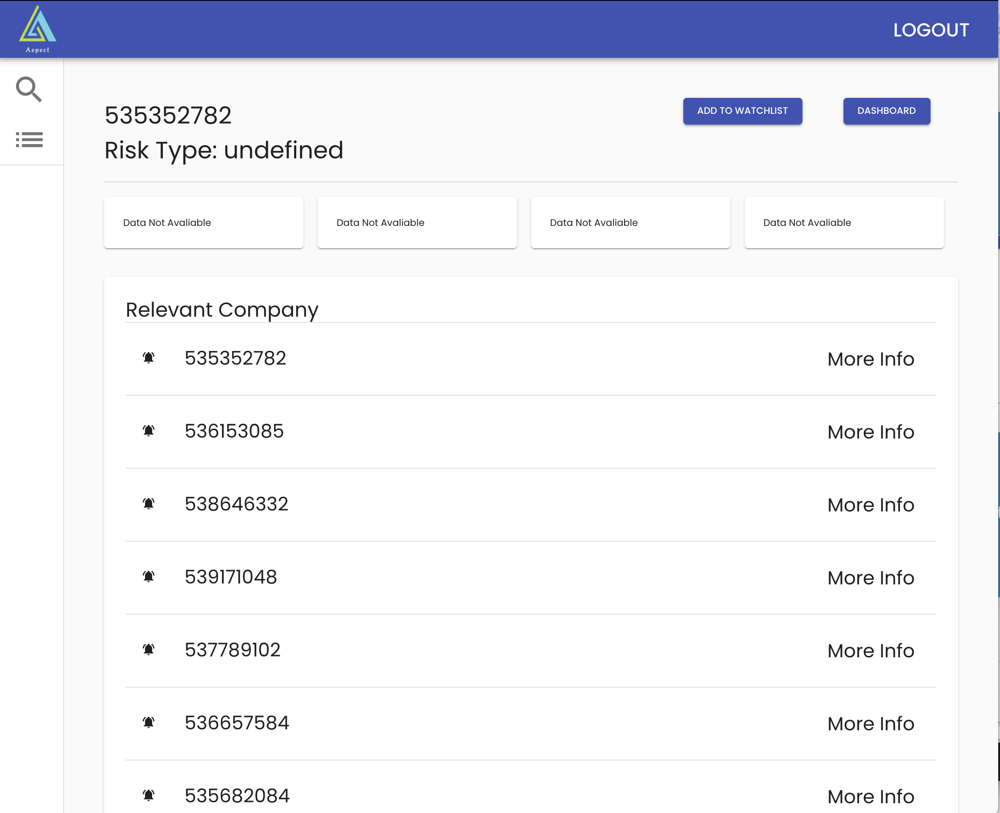 Aspect
LOGOUT
535352782
ADD TO WATCHLIST
DASHBOARD
Risk Type: undefined
Data Not Avaliable
Data Not Avaliable
Data Not Avaliable
Data Not Avaliable
Relevant Company
535352782 More Info
536153085 More Info
538646332 More Info
539171048 More Info
537789102 More Info
536657584 More Info
535682084 More Info